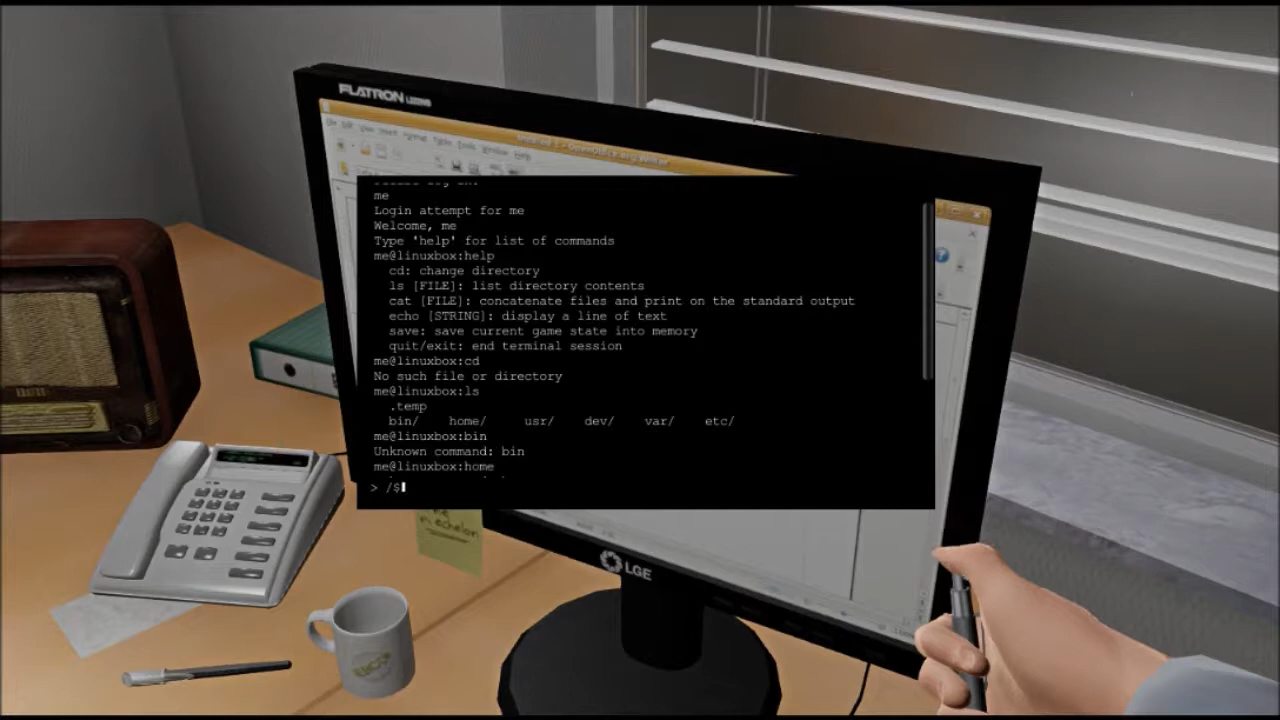 FLATRON
me
Login attempt for me
Welcome, me
Type 'help' for list of commands
me@linuxbox:help
cd: change directory
ls [FILE]: list directory contents
cat [FILE]: concatenate files and print on the standard output
echo [STRING]: display a line of text
save: save current game state into memory
quit/exit: end terminal session
me@linuxbox:cd
No such file or directory
me@linuxbox:ls
.temp
bin/ home/ usr/ dev/ var/ etc/
me@linuxbox:bin
Unknown command: bin
me@linuxbox:home
> /$
in echelon
LGE